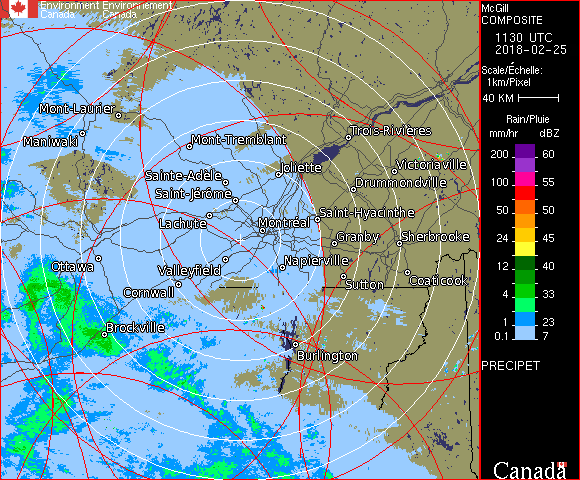 Environment Environnement
Canada Canada
Mont-Laurier
Maniwaki
Mont-Tremblant
Trois-Rivières
Joliette
Victoriaville
Sainte-Adèle
Drummondville
Saint-Jérôme
Lachute
Saint-Hyacinthe
Montréal
Granby
Sherbrooke
Ottawa
Valleyfield
Napierville
Coaticook
Cornwall
Sutton
Brockville
Burlington
McGill
COMPOSITE
1130 UTC
2018-02-25
Scale/Échelle:
1km/Pixel
40 KM
Rain/Pluie
mm/hr dBZ
200 60
100 55
50 50
24 45
12 40
4 33
1 23
0.1 7
PRECIPET
Canada